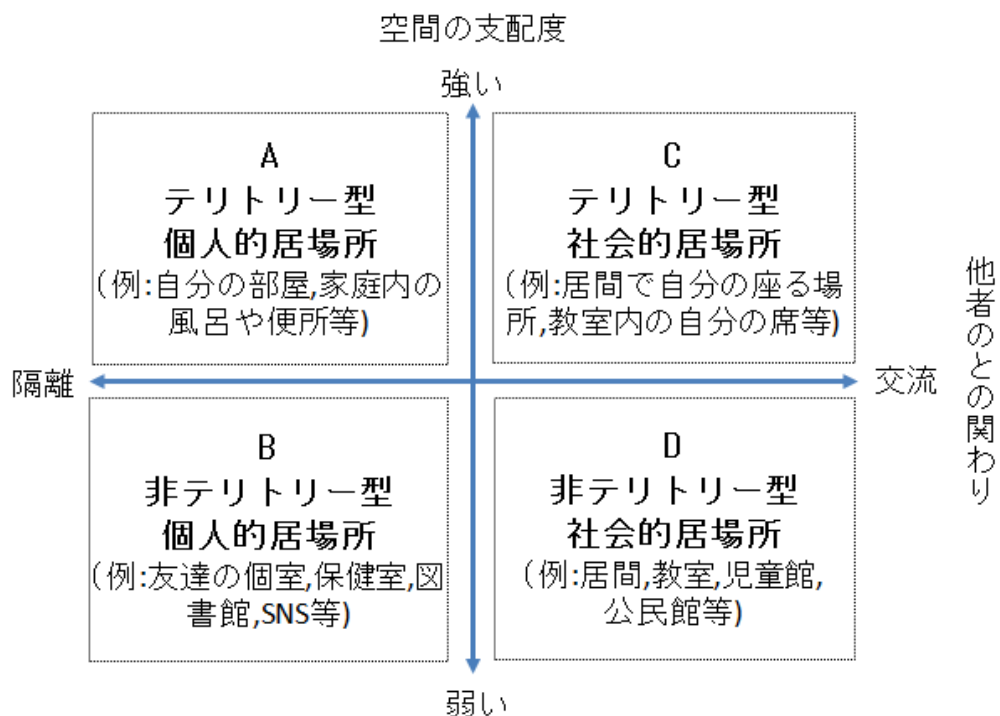 空間の支配度
強い
A
テリトリー型
個人的居場所
(例:自分の部屋,家庭内の
風呂や便所等)
C
テリトリー型
社会的居場所
(例:居間で自分の座る場
所,教室内の自分の席等)
隔離
交流
他者のとの関わり
B
非テリトリー型
個人的居場所
(例:友達の個室,保健室,図
書館,SNS等)
D
非テリトリー型
社会的居場所
(例:居間,教室,児童館,
公民館等)
弱い